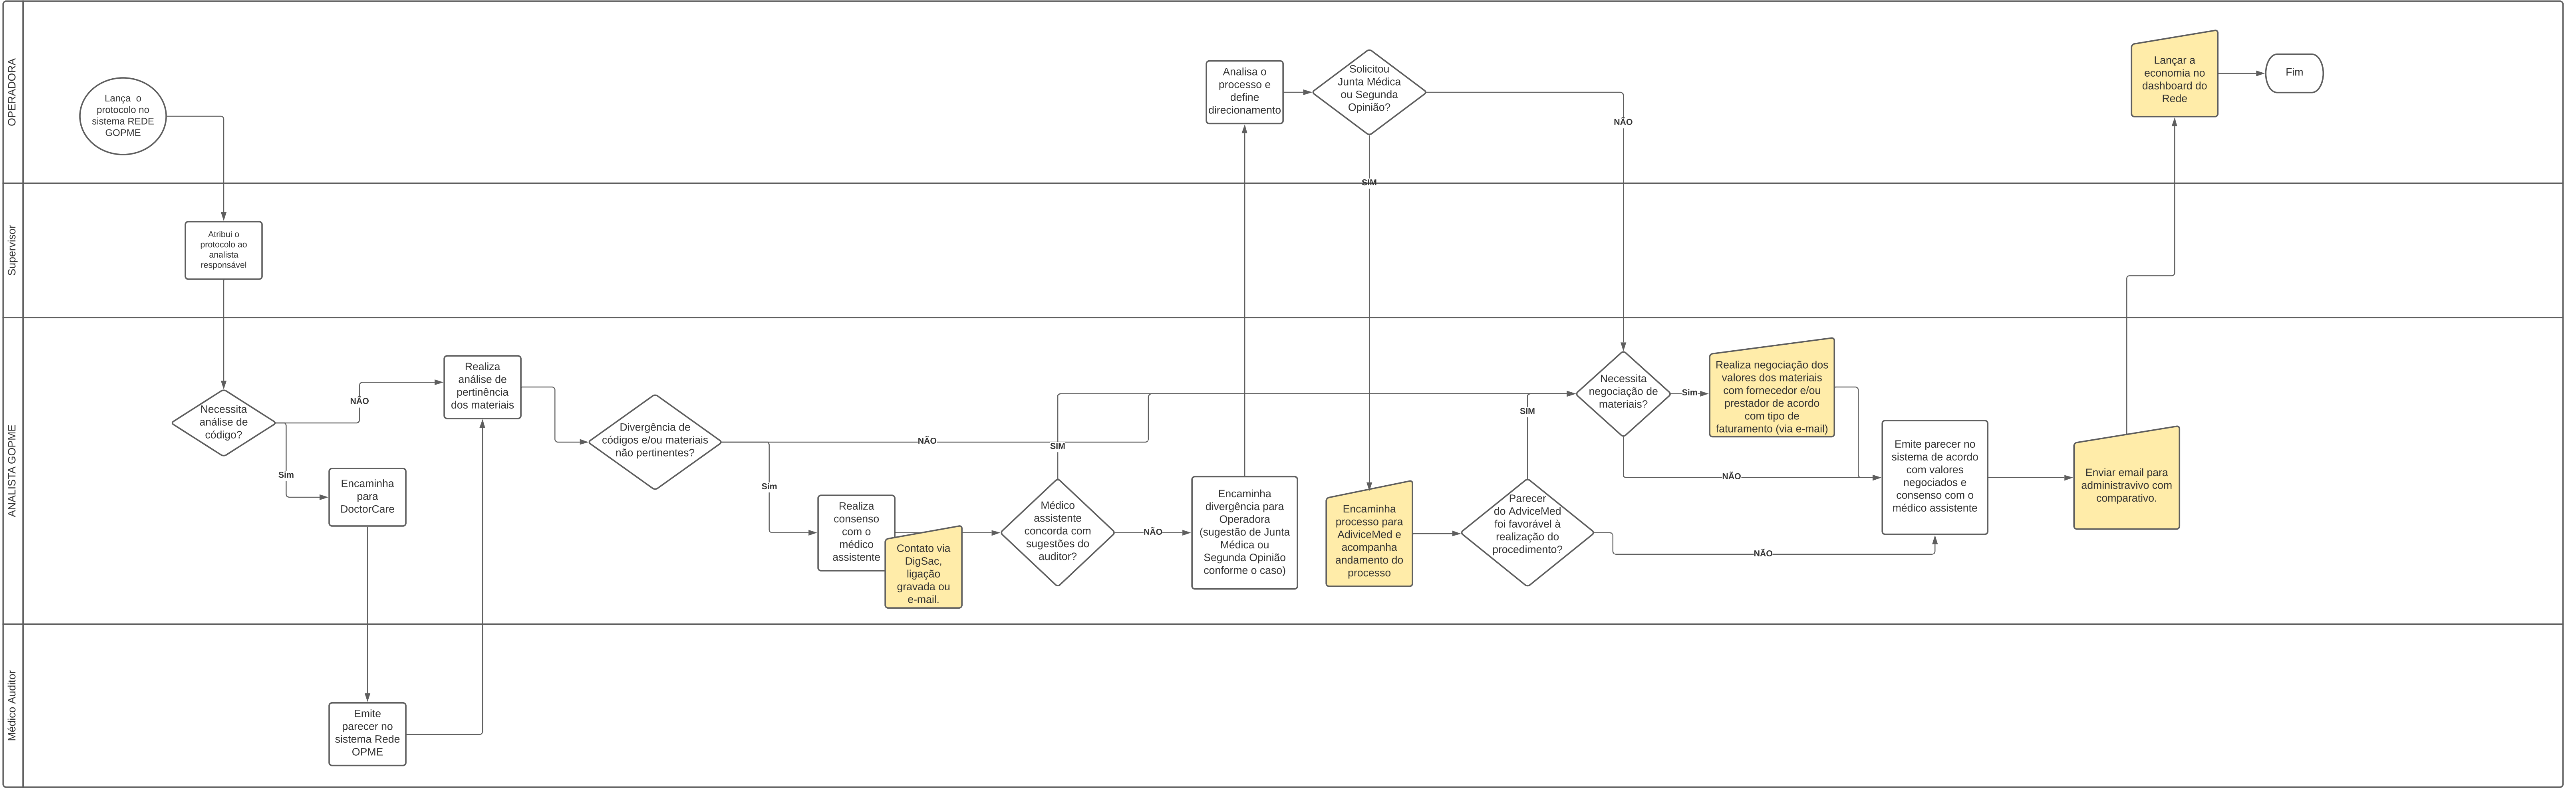 OPERADORA
Lança o
protocolo no
sistema REDE
GOPME
Analisa o
processo e
define
direcionamento
Solicitou
Junta Médica
ou Segunda
Opinião?
NÃO
SIM
Lançar a
economia no
dashboard do
Rede
Fim
Supervisor
Atribui o
protocolo ao
analista
responsável
ANALISTA GOPME
Necessita
análise de
código?
NÃO
Sim
Encaminha
para
DoctorCare
Realiza
análise de
pertinência
dos materiais
Divergência de
códigos e/ou materiais
não pertinentes?
NÃO
Sim
Realiza
consenso
com o
médico
assistente
Contato via
DigSac,
ligação
gravada ou
e-mail.
Médico
assistente
concorda com
sugestões do
auditor?
SIM
NÃO
Encaminha
divergência para
Operadora
(sugestão de Junta
Médica ou
Segunda Opinião
conforme o caso)
Encaminha
processo para
AdiviceMed e
acompanha
andamento do
processo
Parecer
do AdviceMed
foi favorável à
realização do
procedimento?
SIM
NÃO
Necessita
negociação de
materiais?
Sim
NÃO
Realiza negociação dos
valores dos materiais
com fornecedor e/ou
prestador de acordo
com tipo de
faturamento (via e-mail)
Emite parecer no
sistema de acordo
com valores
negociados e
consenso com o
médico assistente
Enviar email para
administravivo com
comparativo.
Médico Auditor
Emite
parecer no
sistema Rede
OPME